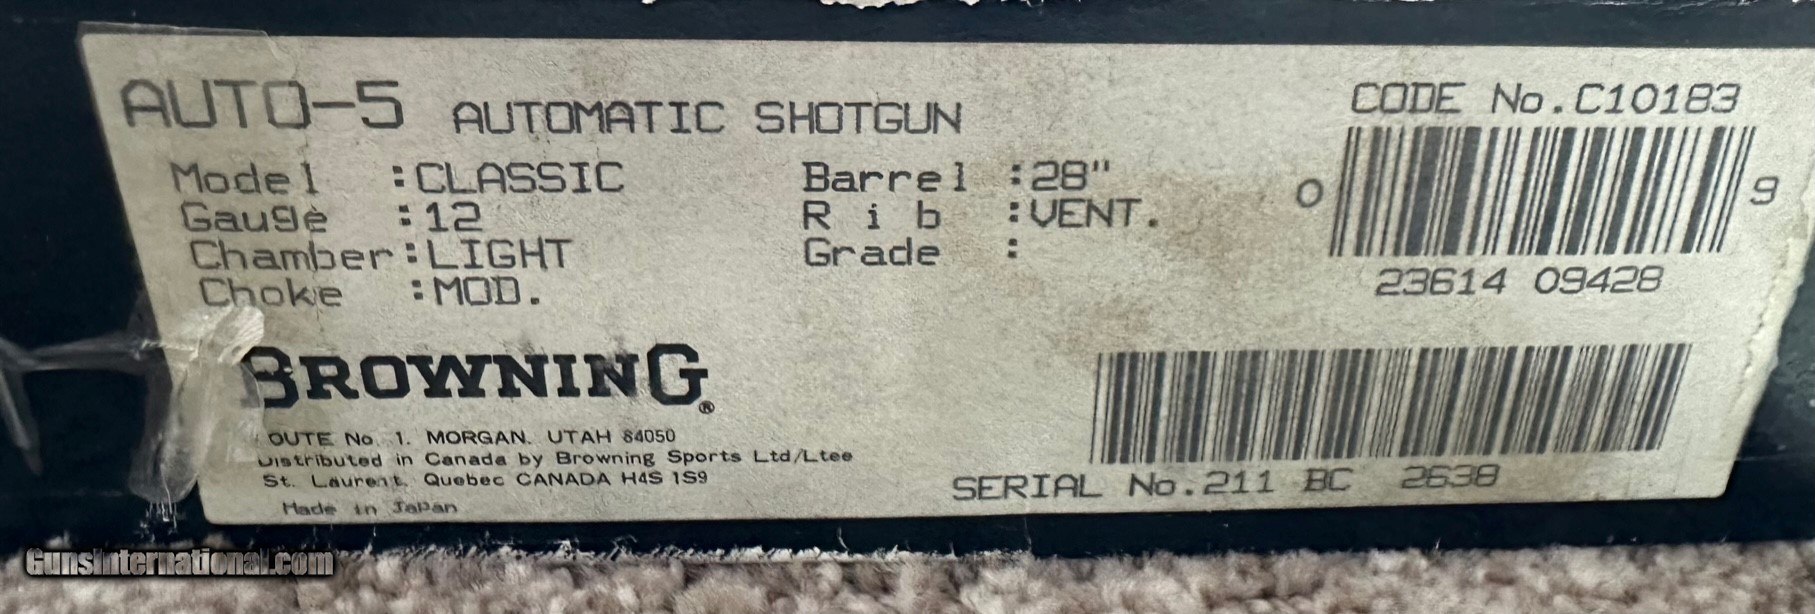 AUTO-5 AUTOMATIC SHOTGUN
Model :CLASSIC
Gauge :12
Chamber:LIGHT
Choke :MOD.
Barrel :28"
Rib :VENT.
Grade :
CODE No.C10183
0 9
23614 09428
BROWNING®
OUTE No. 1. MORGAN. UTAH 84050
Distributed in Canada by Browning Sports Ltd/Ltee
St. Laurent, Quebec CANADA H4S 1S9
Made in Japan
SERIAL No.211 BC 2638
GunsInternational.com